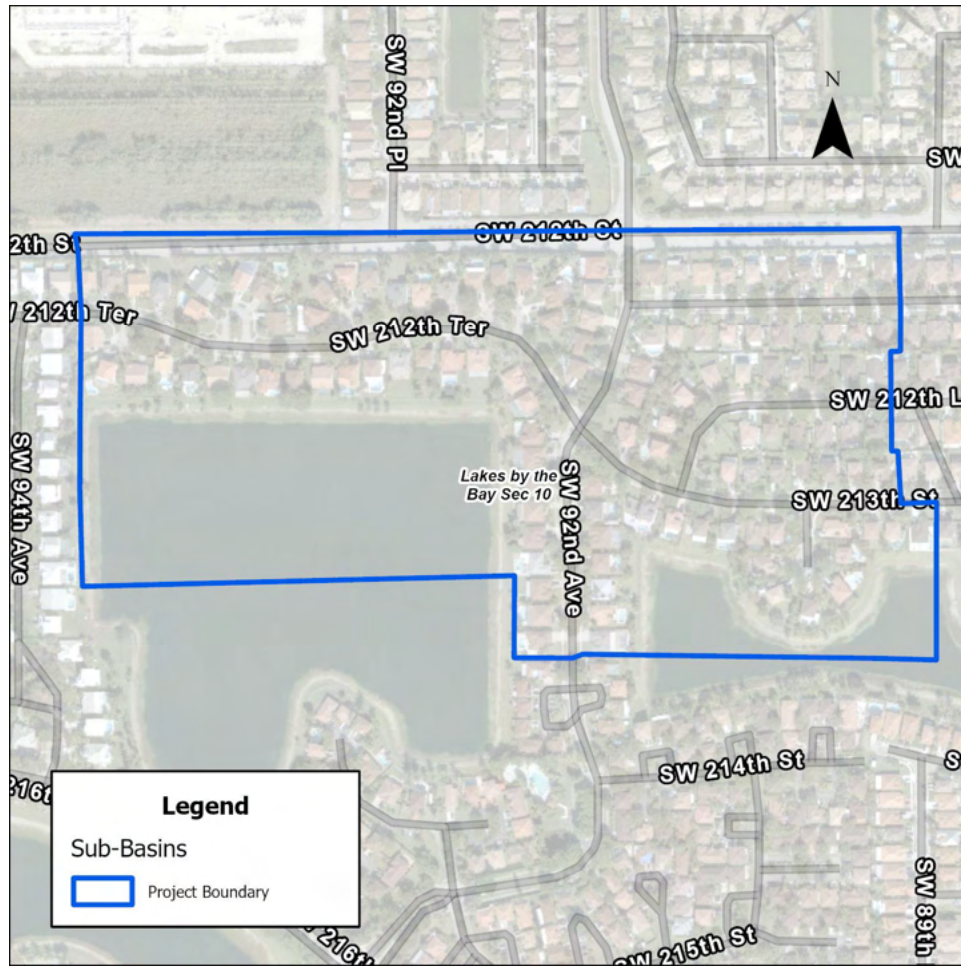 SW 92nd Pl
N
SW
2th St
SW 212th St
212th Ter
SW 212th Ter
SW 212th L
Lakes by the
Bay Sec 10
SW 94th Ave
SW 92nd Ave
SW 213th St
SW 214th St
S
216t
Legend
Sub-Basins
Project Boundary
SW 89th
216th
SW 215th St